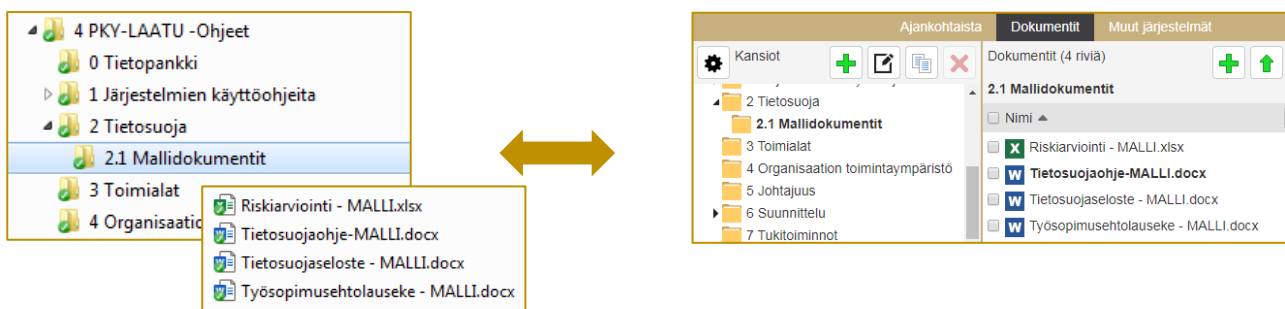 4 PKY-LAATU -Ohjeet
0 Tietopankki
1 Järjestelmien käyttöohjeita
2 Tietosuoja
2.1 Mallidokumentit
3 Toimialat
4 Organisaatio
Riskiarviointi - MALLI.xlsx
Tietosuojaohje-MALLI.docx
Tietosuojaseloste - MALLI.docx
Työsopimusehtolauseke - MALLI.docx
Ajankohtaista Dokumentit Muut järjestelmät
Kansiot
2 Tietosuoja
2.1 Mallidokumentit
3 Toimialat
4 Organisaation toimintaympäristö
5 Johtajuus
6 Suunnittelu
7 Tukitoiminnot
Dokumentit (4 riviä)
2.1 Mallidokumentit
Nimi
Riskiarviointi - MALLI.xlsx
Tietosuojaohje-MALLI.docx
Tietosuojaseloste - MALLI.docx
Työsopimusehtolauseke - MALLI.docx